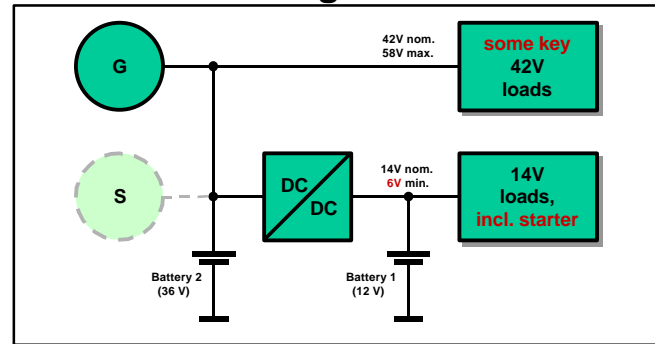 G
42V nom.
58V max.
some key
42V
loads
S
DC
DC
14V nom.
6V min.
14V
loads,
incl. starter
Battery 2
(36 V)
Battery 1
(12 V)